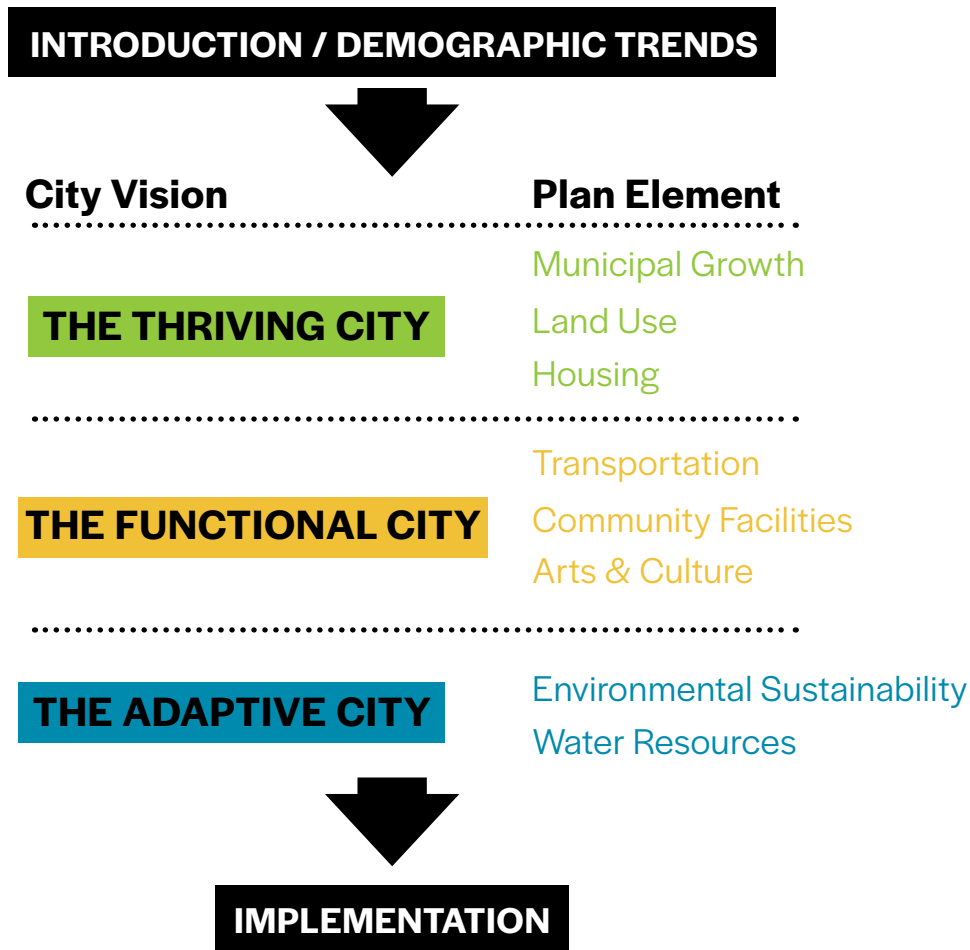 INTRODUCTION / DEMOGRAPHIC TRENDS
City Vision
Plan Element
THE THRIVING CITY
Municipal Growth
Land Use
Housing
THE FUNCTIONAL CITY
Transportation
Community Facilities
Arts & Culture
THE ADAPTIVE CITY
Environmental Sustainability
Water Resources
IMPLEMENTATION